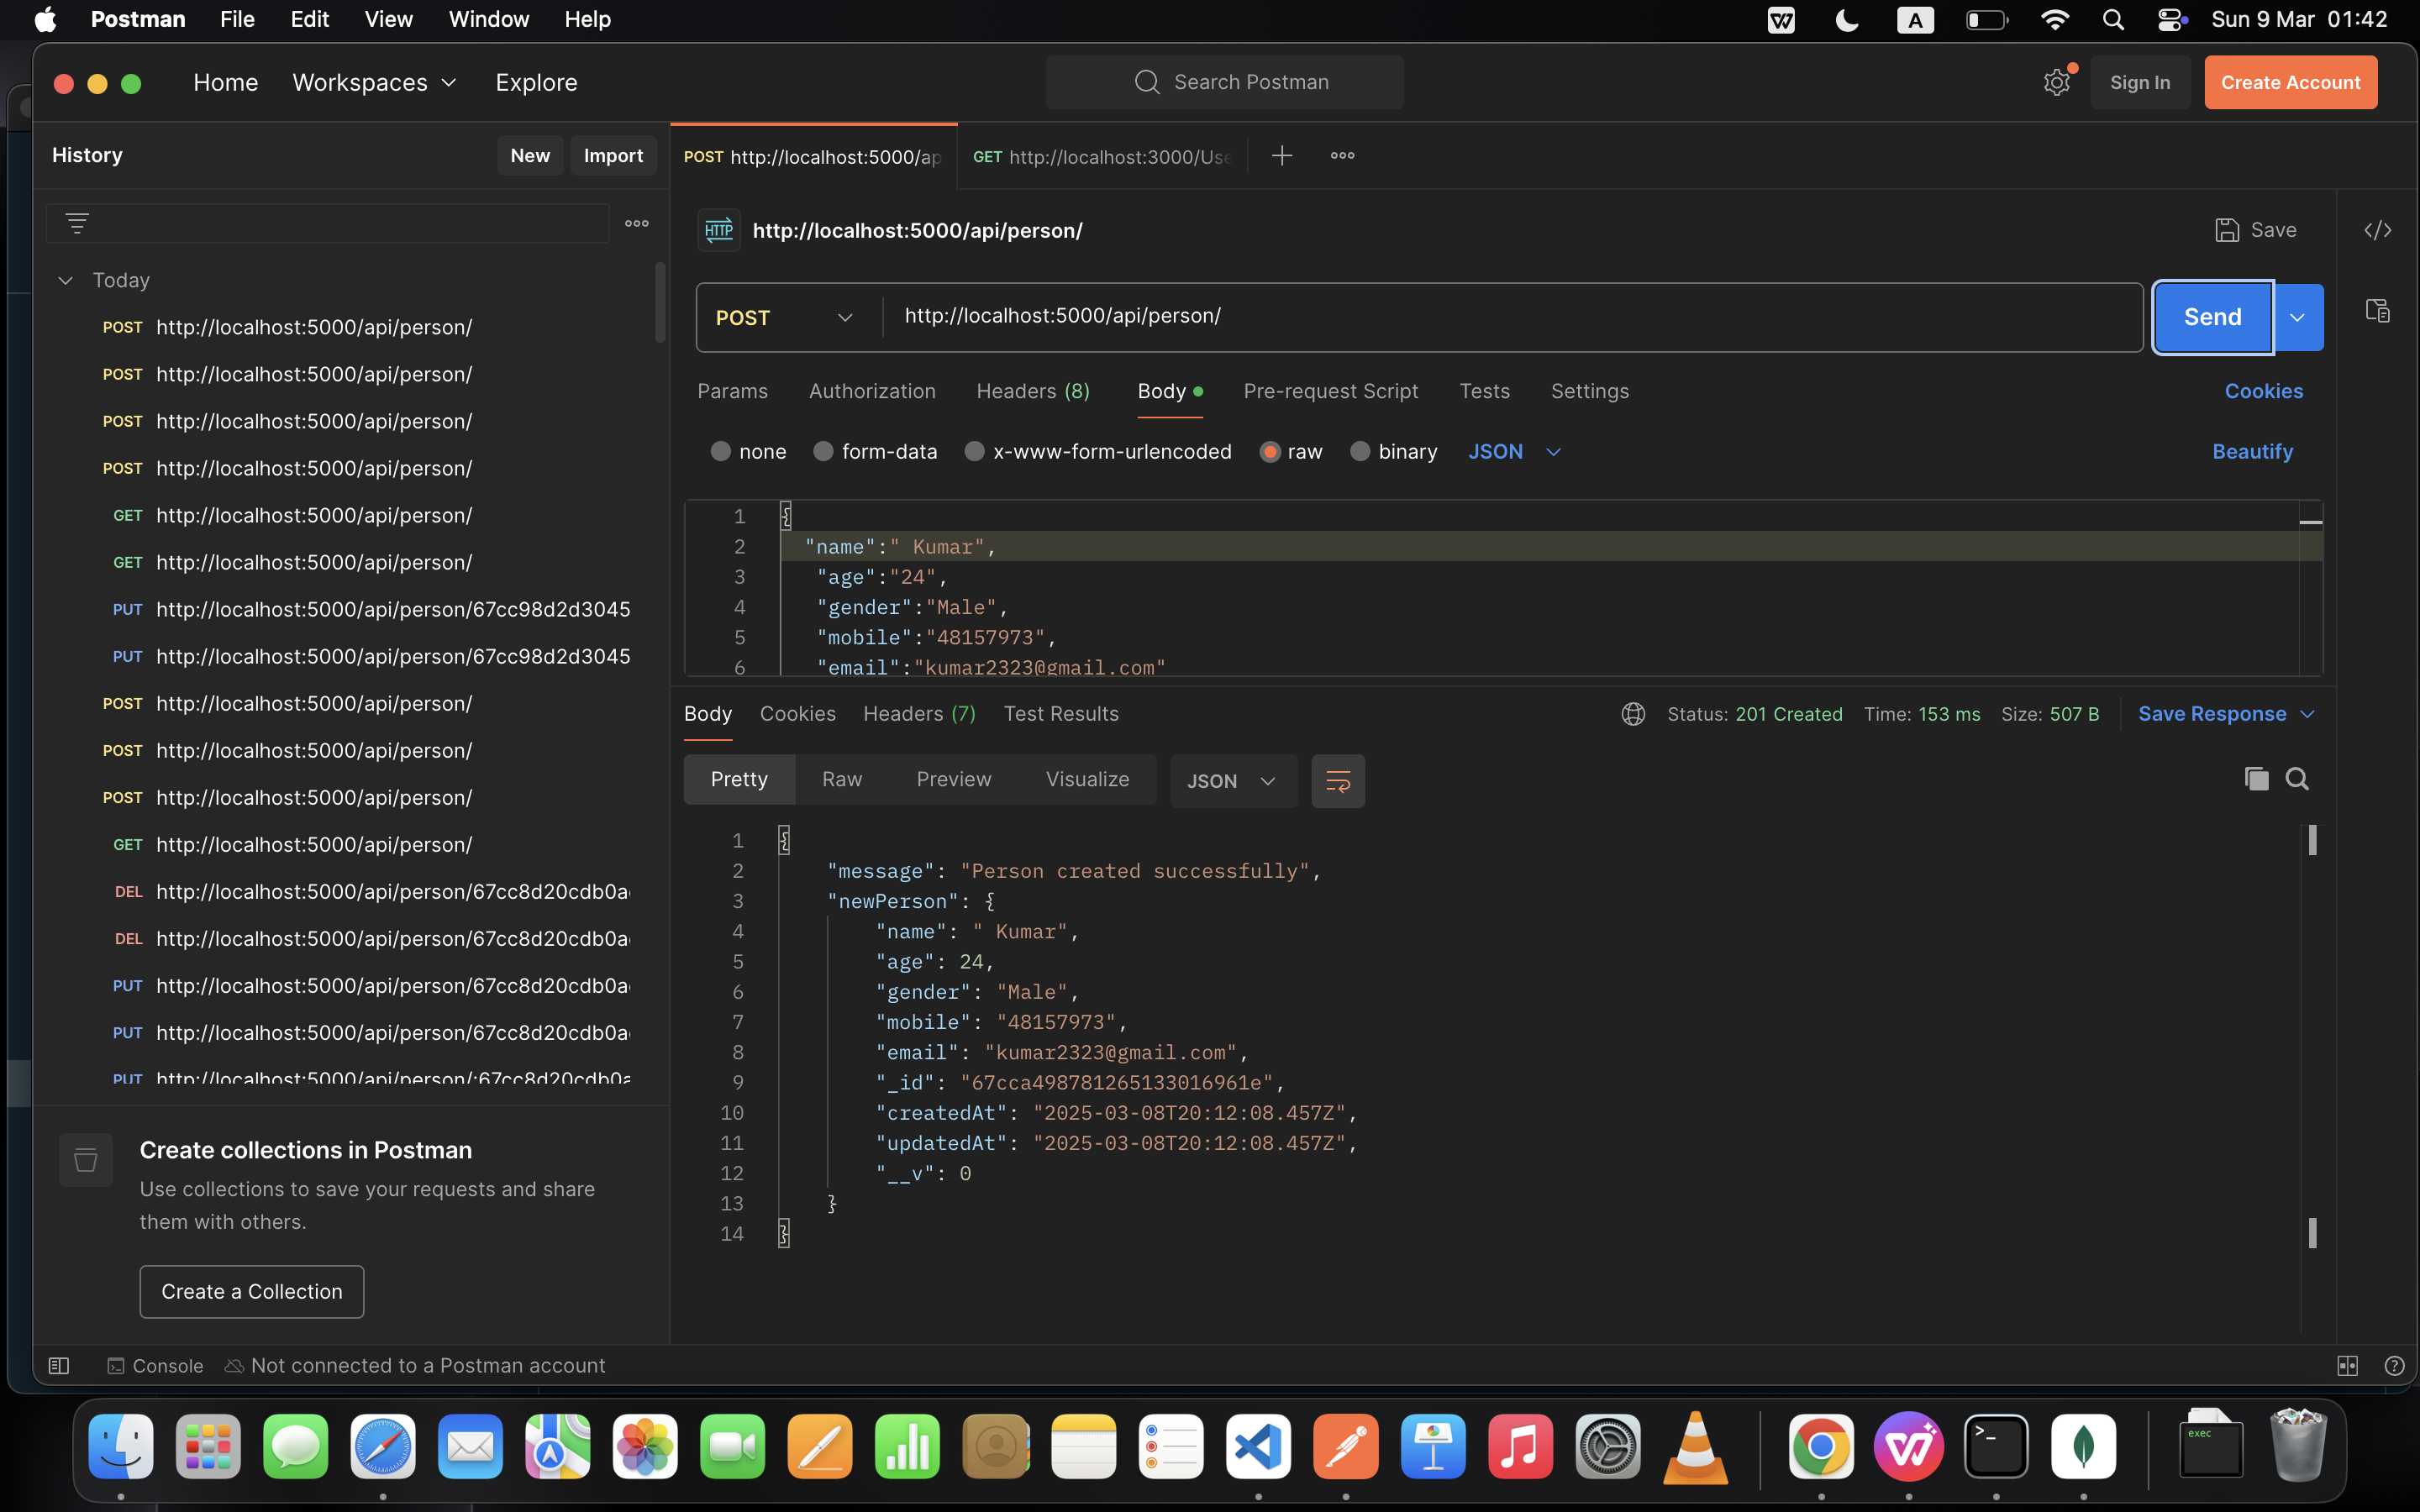 Postman File Edit View Window Help
A
Sun 9 Mar 01:42
Home Workspaces Explore
Search Postman
Sign In
Create Account
History
New
Import
POST http://localhost:5000/ap
GET http://localhost:3000/Use
HTTP http://localhost:5000/api/person/
Save
Today
POST http://localhost:5000/api/person/
POST http://localhost:5000/api/person/
POST http://localhost:5000/api/person/
POST http://localhost:5000/api/person/
GET http://localhost:5000/api/person/
GET http://localhost:5000/api/person/
PUT http://localhost:5000/api/person/67cc98d2d3045
PUT http://localhost:5000/api/person/67cc98d2d3045
POST http://localhost:5000/api/person/
POST http://localhost:5000/api/person/
POST http://localhost:5000/api/person/
GET http://localhost:5000/api/person/
DEL http://localhost:5000/api/person/67cc8d20cdb0a
DEL http://localhost:5000/api/person/67cc8d20cdb0a
PUT http://localhost:5000/api/person/67cc8d20cdb0a
PUT http://localhost:5000/api/person/67cc8d20cdb0a
PUT http://localhost:5000/api/person/:67cc8d20cdb0a
Create collections in Postman
Use collections to save your requests and share
them with others.
Create a Collection
POST http://localhost:5000/api/person/
Send
Params Authorization Headers (8) Body Pre-request Script Tests Settings
Cookies
none form-data x-www-form-urlencoded raw binary JSON
Beautify
1 {
2 "name":" Kumar",
3 "age":"24",
4 "gender":"Male",
5 "mobile":"48157973",
6 "email":"kumar2323@gmail.com"
Body Cookies Headers (7) Test Results
Status: 201 Created Time: 153 ms Size: 507 B
Save Response
Pretty Raw Preview Visualize JSON
1 {
2 "message": "Person created successfully",
3 "newPerson": {
4 "name": " Kumar",
5 "age": 24,
6 "gender": "Male",
7 "mobile": "48157973",
8 "email": "kumar2323@gmail.com",
9 "_id": "67cca498781265133016961e",
10 "createdAt": "2025-03-08T20:12:08.457Z",
11 "updatedAt": "2025-03-08T20:12:08.457Z",
12 "__v": 0
13 }
14 }
Console Not connected to a Postman account
exec